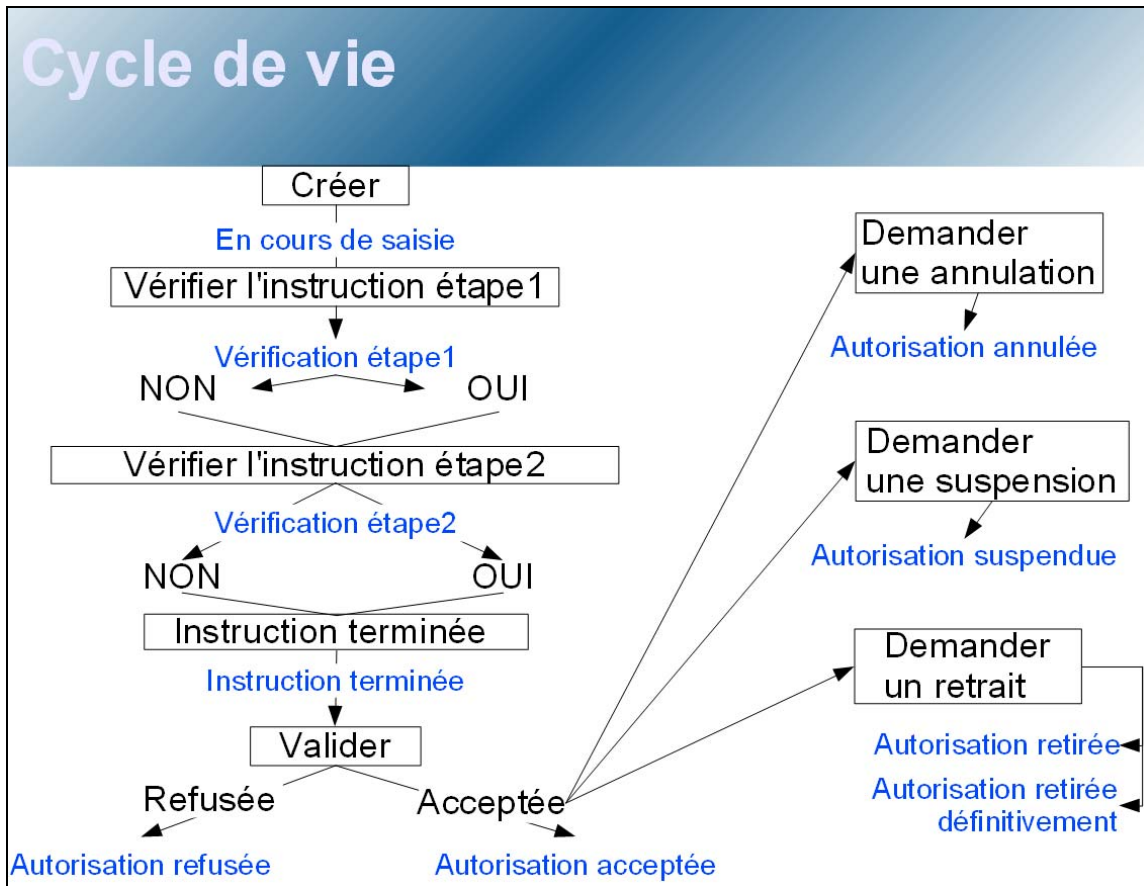 Cycle de vie
Créer
En cours de saisie
Vérifier l'instruction étape1
Vérification étape1
NON
OUI
Vérifier l'instruction étape2
Vérification étape2
NON
OUI
Instruction terminée
Instruction terminée
Valider
Refusée
Acceptée
Autorisation refusée
Autorisation acceptée
Demander
une annulation
Autorisation annulée
Demander
une suspension
Autorisation suspendue
Demander
un retrait
Autorisation retirée
Autorisation retirée
définitivement